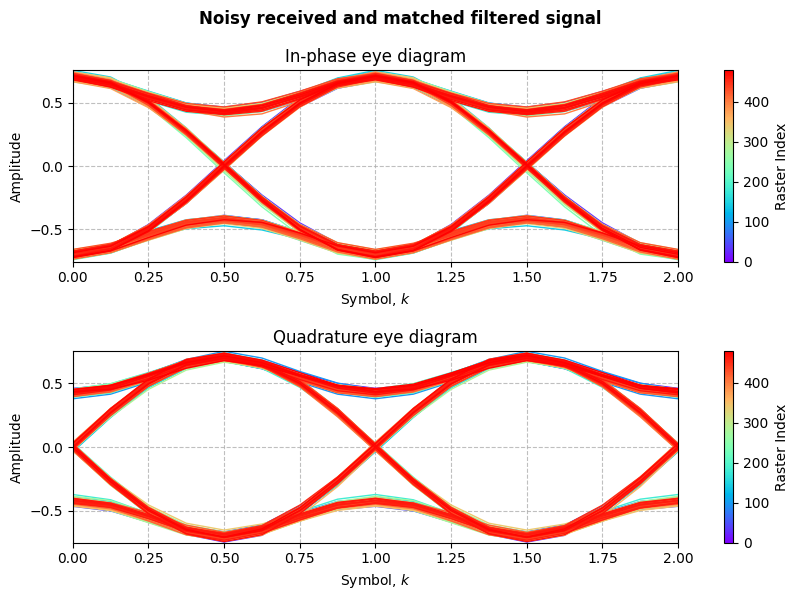 Noisy received and matched filtered signal
In-phase eye diagram
Amplitude
0.5
0.0
−0.5
0.00 0.25 0.50 0.75 1.00 1.25 1.50 1.75 2.00
Symbol, k
400
300
200
100
0
Raster Index
Quadrature eye diagram
Amplitude
0.5
0.0
−0.5
0.00 0.25 0.50 0.75 1.00 1.25 1.50 1.75 2.00
Symbol, k
400
300
200
100
0
Raster Index